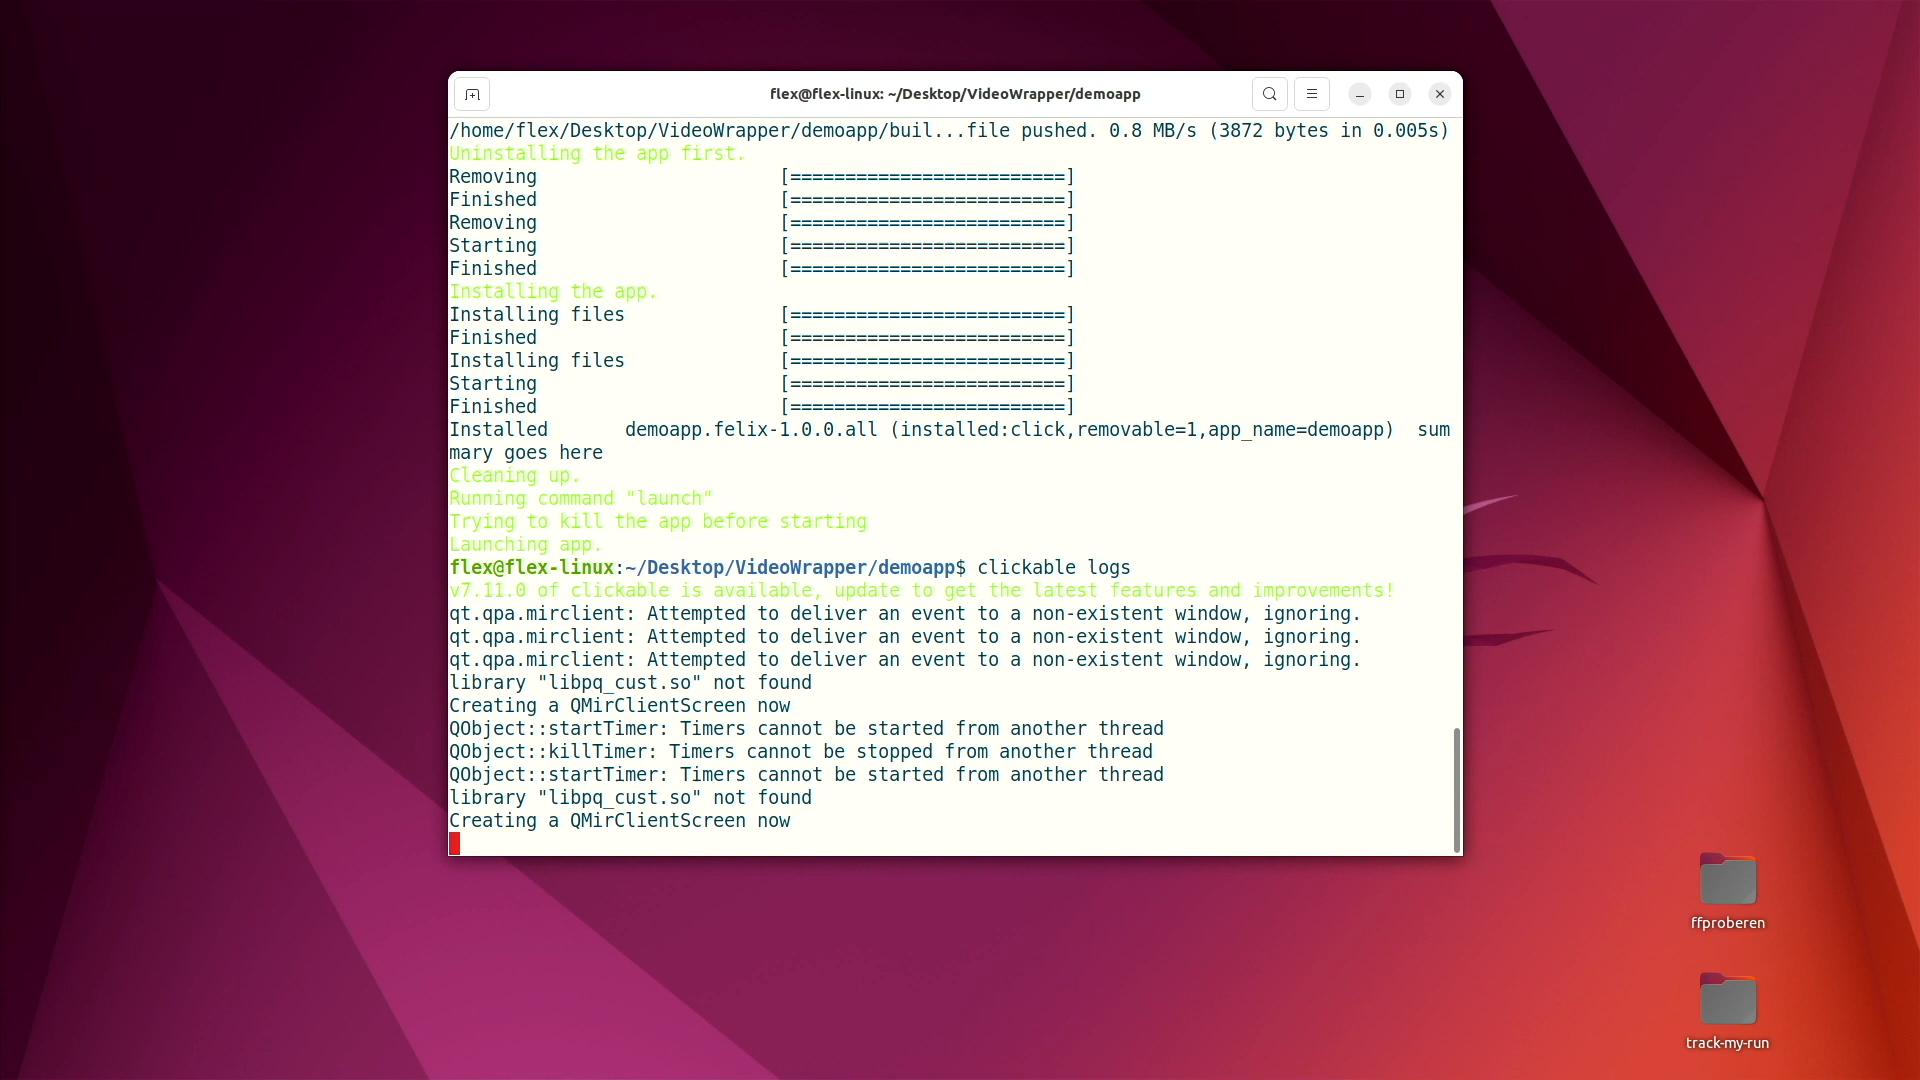 flex@flex-linux: ~/Desktop/VideoWrapper/demoapp
/home/flex/Desktop/VideoWrapper/demoapp/buil...file pushed. 0.8 MB/s (3872 bytes in 0.005s)
Uninstalling the app first.
Removing [=========================]
Finished [=========================]
Removing [=========================]
Starting [=========================]
Finished [=========================]
Installing the app.
Installing files [=========================]
Finished [=========================]
Installing files [=========================]
Starting [=========================]
Finished [=========================]
Installed demoapp.felix-1.0.0.all (installed:click,removable=1,app_name=demoapp) sum
mary goes here
Cleaning up.
Running command "launch"
Trying to kill the app before starting
Launching app.
flex@flex-linux:~/Desktop/VideoWrapper/demoapp$ clickable logs
v7.11.0 of clickable is available, update to get the latest features and improvements!
qt.qpa.mirclient: Attempted to deliver an event to a non-existent window, ignoring.
qt.qpa.mirclient: Attempted to deliver an event to a non-existent window, ignoring.
qt.qpa.mirclient: Attempted to deliver an event to a non-existent window, ignoring.
library "libpq_cust.so" not found
Creating a QMirClientScreen now
QObject::startTimer: Timers cannot be started from another thread
QObject::killTimer: Timers cannot be stopped from another thread
QObject::startTimer: Timers cannot be started from another thread
library "libpq_cust.so" not found
Creating a QMirClientScreen now
ffproberen
track-my-run